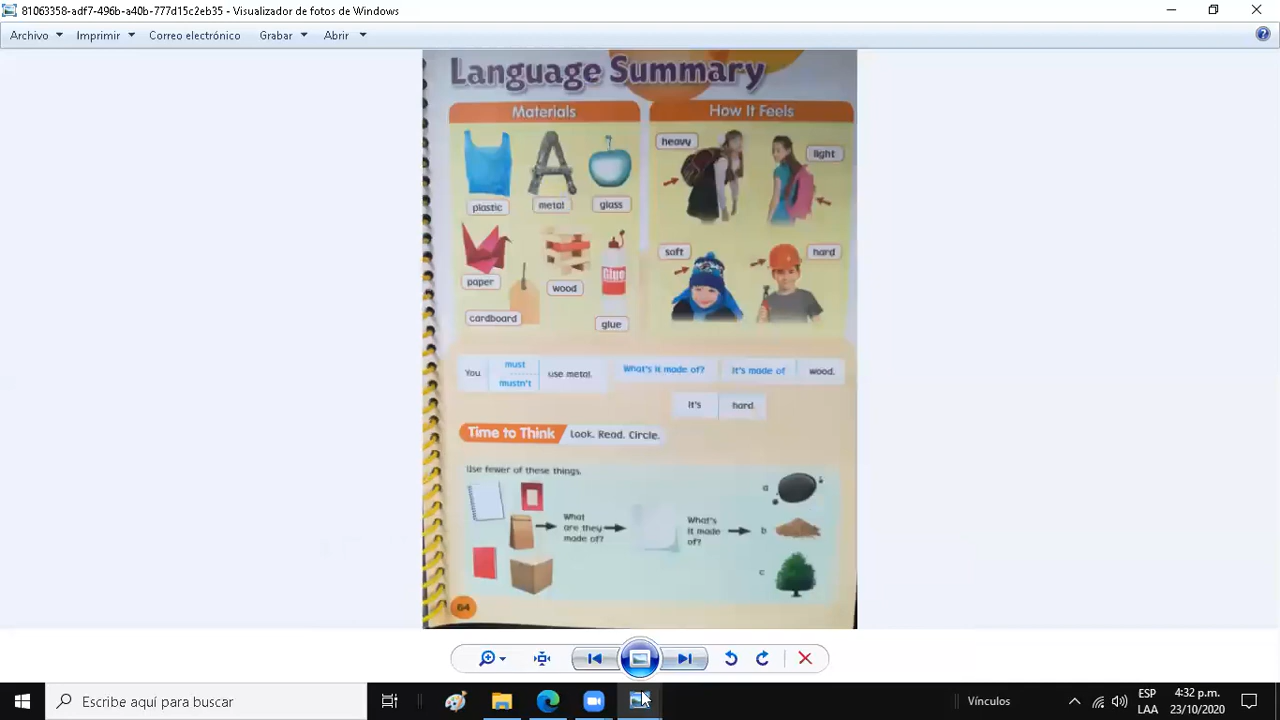 81063358-adf7-496b-a40b-777d15c2eb35 - Visualizador de fotos de Windows
Archivo Imprimir Correo electrónico Grabar Abrir
Language Summary
Materials
How It Feels
heavy
light
plastic
metal
glass
soft
hard
paper
wood
Glue
cardboard
glue
You must use metal.
mustn't
What's it made of? It's made of wood.
It's hard
Time to Think Look. Read. Circle.
Use fewer of these things.
a
What
are they
made of?
What's
it made
of?
b
c
64
Escribe aquí para buscar
Vínculos
ESP
LAA
4:32 p.m.
23/10/2020